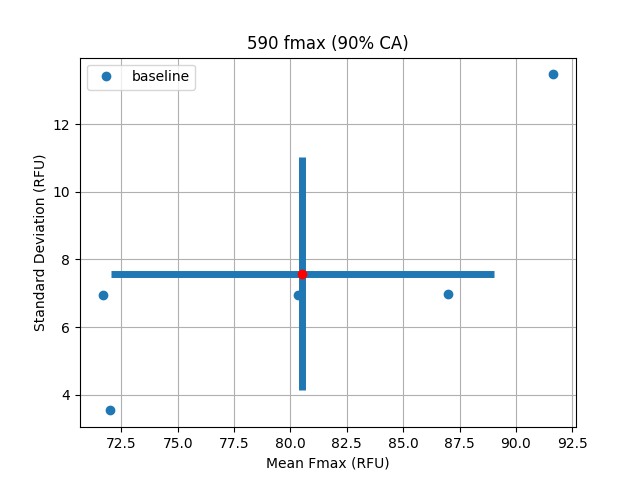 590 fmax (90% CA)
baseline
Standard Deviation (RFU)
12
10
8
6
4
72.5 75.0 77.5 80.0 82.5 85.0 87.5 90.0 92.5
Mean Fmax (RFU)